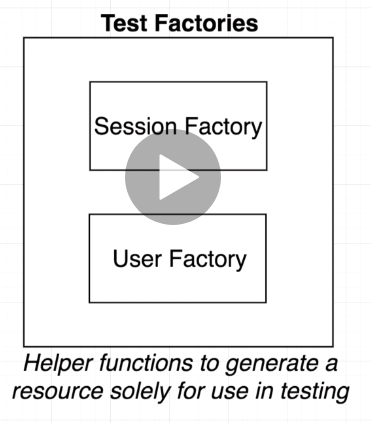 Test Factories
Session Factory
User Factory
Helper functions to generate a
resource solely for use in testing